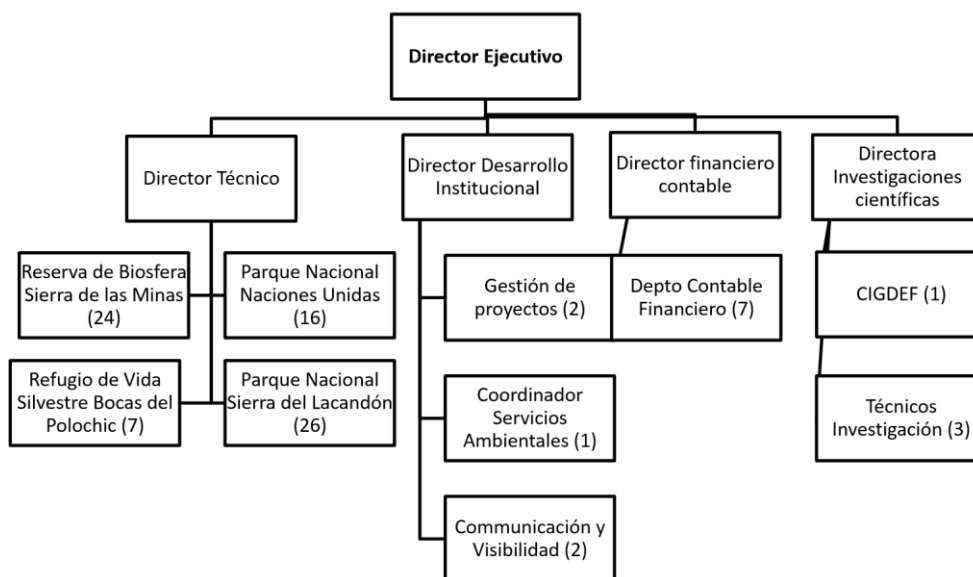 Director Ejecutivo
Director Técnico
Director Desarrollo
Institucional
Director financiero
contable
Directora
Investigaciones
científicas
Reserva de Biosfera
Sierra de las Minas
(24)
Parque Nacional
Naciones Unidas
(16)
Gestión de
proyectos (2)
Depto Contable
Financiero (7)
CIGDEF (1)
Refugio de Vida
Silvestre Bocas del
Polochic (7)
Parque Nacional
Sierra del Lacandón
(26)
Coordinador
Servicios
Ambientales (1)
Técnicos
Investigación (3)
Communicación y
Visibilidad (2)